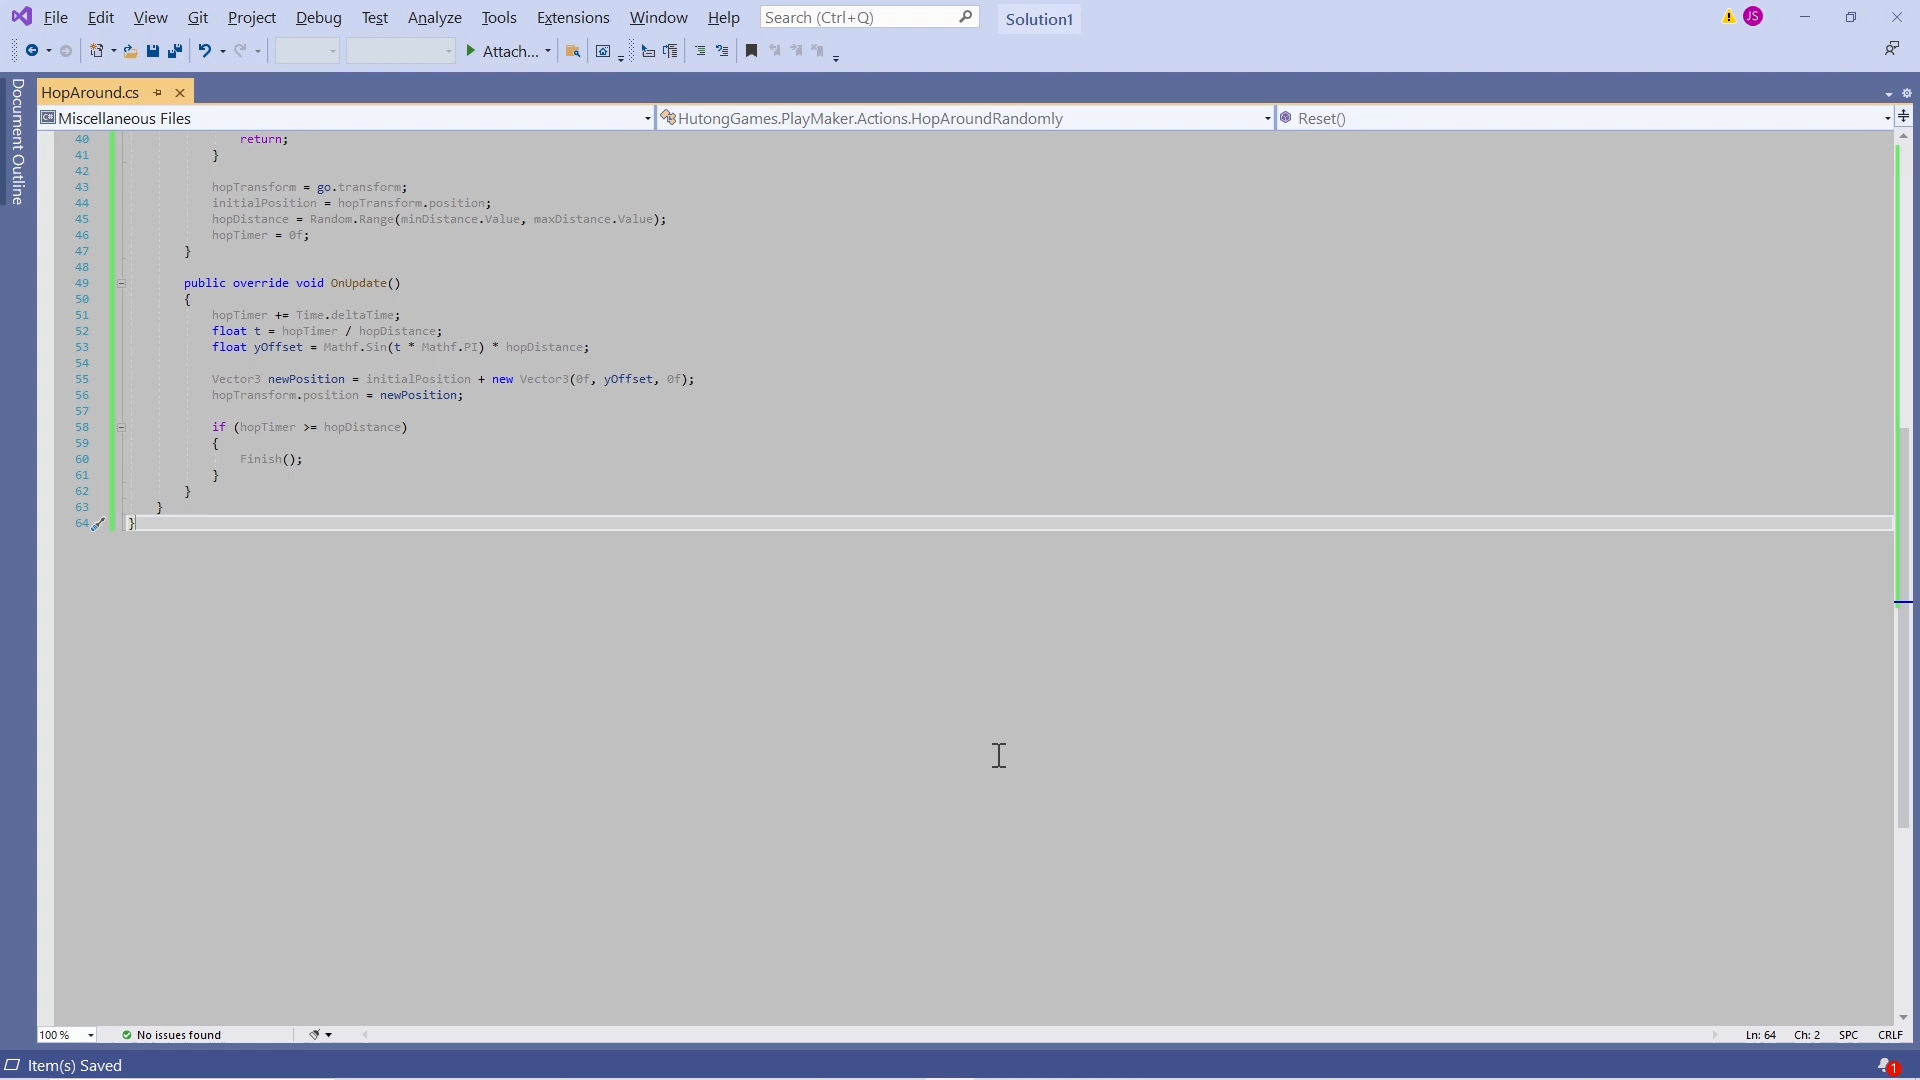 File Edit View Git Project Debug Test Analyze Tools Extensions Window Help Search (Ctrl+Q) Solution1 JS
Attach...
Document Outline
HopAround.cs
C# Miscellaneous Files HutongGames.PlayMaker.Actions.HopAroundRandomly Reset()
40 return;
41 }
42
43 hopTransform = go.transform;
44 initialPosition = hopTransform.position;
45 hopDistance = Random.Range(minDistance.Value, maxDistance.Value);
46 hopTimer = 0f;
47 }
48
49 public override void OnUpdate()
50 {
51 hopTimer += Time.deltaTime;
52 float t = hopTimer / hopDistance;
53 float yOffset = Mathf.Sin(t * Mathf.PI) * hopDistance;
54
55 Vector3 newPosition = initialPosition + new Vector3(0f, yOffset, 0f);
56 hopTransform.position = newPosition;
57
58 if (hopTimer >= hopDistance)
59 {
60 Finish();
61 }
62 }
63 }
64 }
100 % No issues found Ln: 64 Ch: 2 SPC CRLF
Item(s) Saved 1